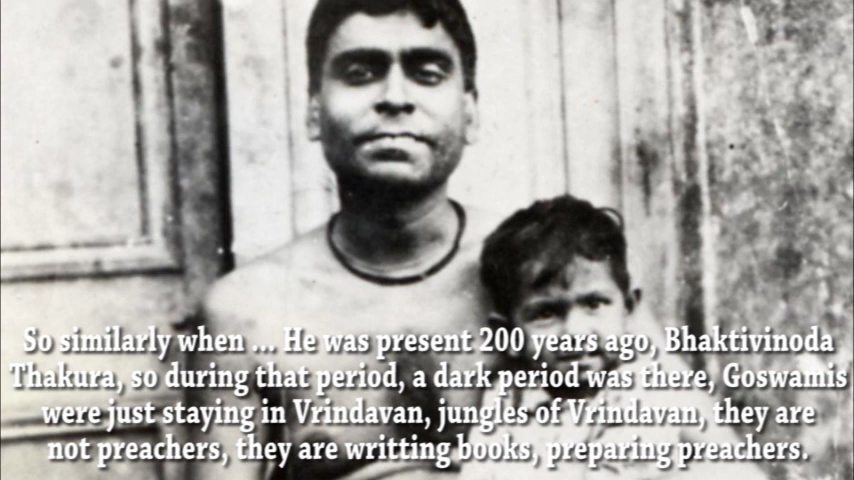 So similarly when ... He was present 200 years ago, Bhaktivinoda
Thakura, so during that period, a dark period was there, Goswamis
were just staying in Vrindavan, jungles of Vrindavan, they are
not preachers, they are writting books, preparing preachers.